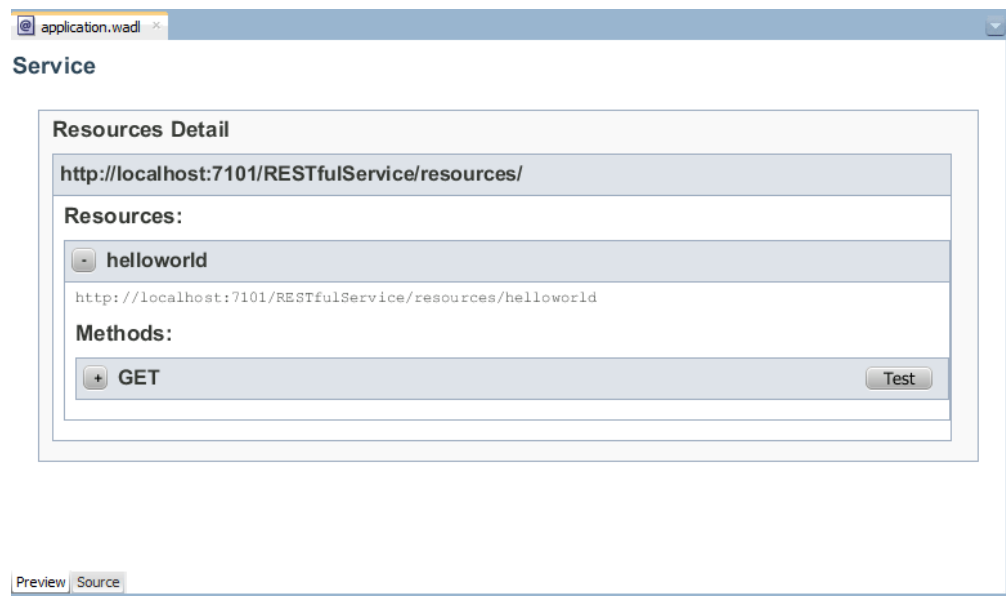 application.wadl
Service
Resources Detail
http://localhost:7101/RESTfulService/resources/
Resources:
- helloworld
http://localhost:7101/RESTfulService/resources/helloworld
Methods:
+ GET Test
Preview Source